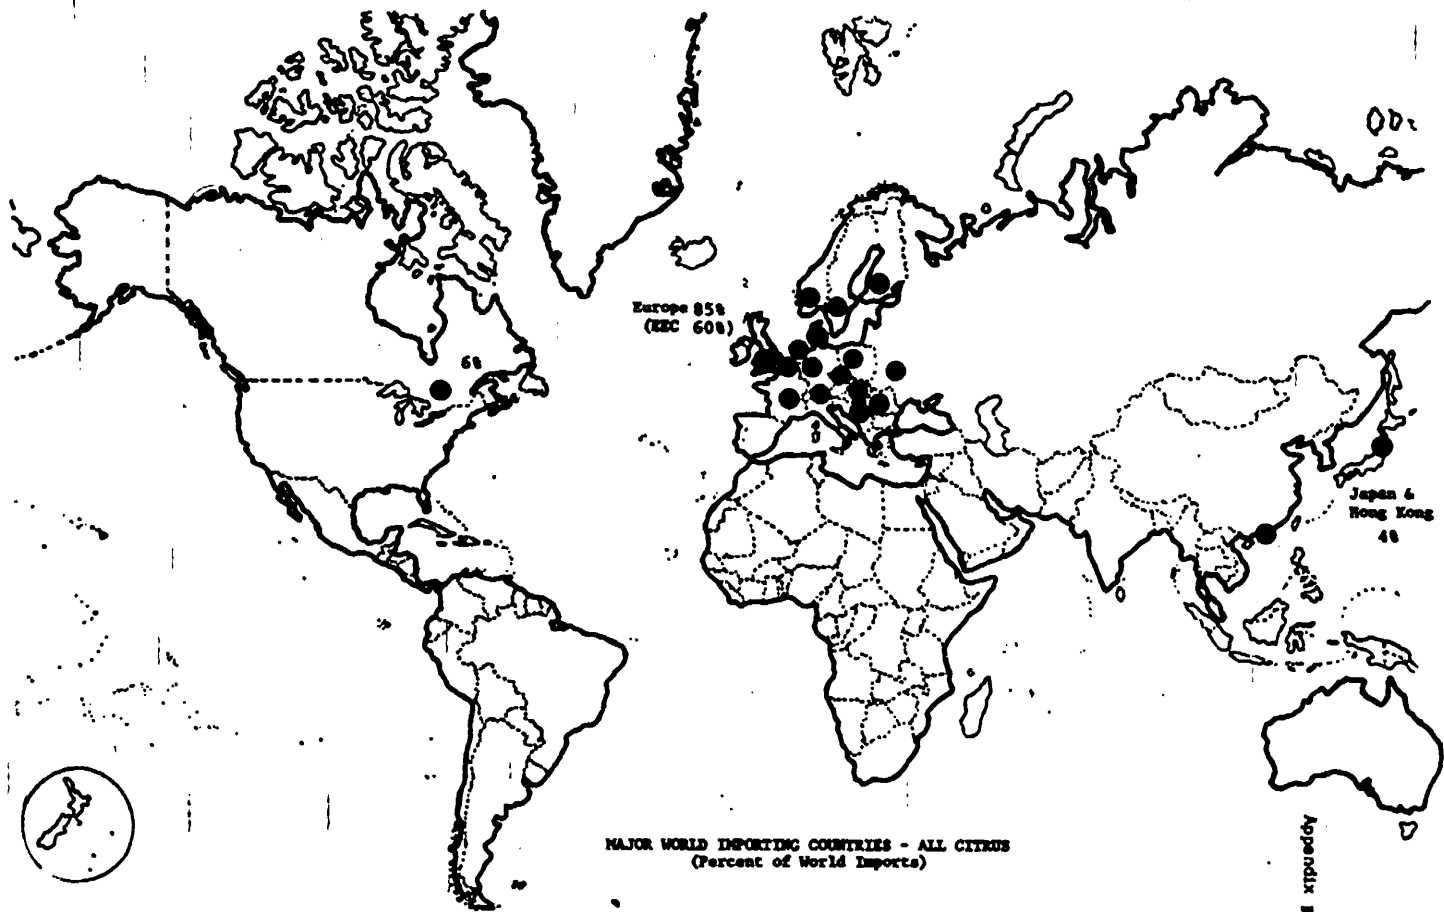 Europe 85%
(EEC 60%)
6%
Japan &
Hong Kong
4%
MAJOR WORLD IMPORTING COUNTRIES - ALL CITRUS
(Percent of World Imports)
Appendix